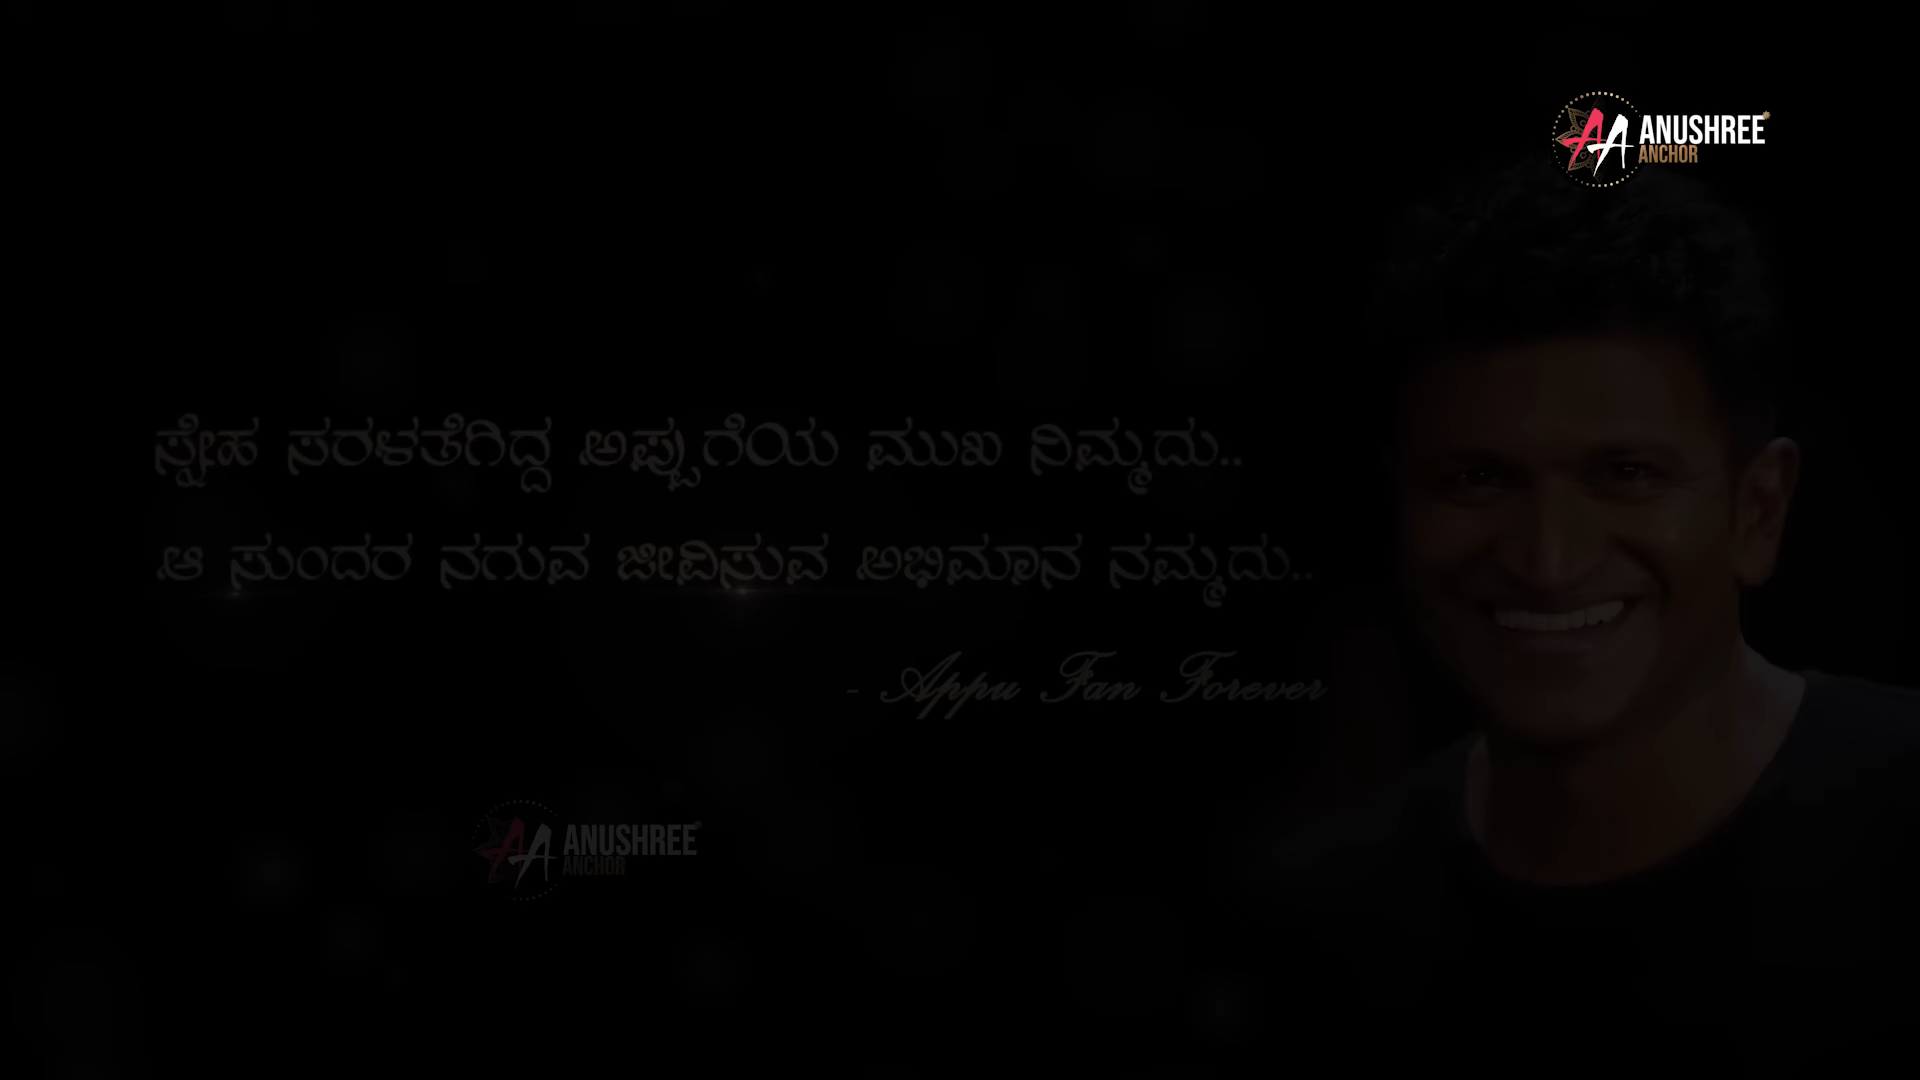 ANUSHREE
ANCHOR
ಸ್ನೇಹ ಸರಳತೆಗಿದ್ದ ಅಪ್ಪುಗೆಯ ಮುಖ ನಿಮ್ಮದು..
ಆ ಸುಂದರ ನಗುವ ಜೀವಿಸುವ ಅಭಿಮಾನ ನಮ್ಮದು..
- Appu Fan Forever
ANUSHREE
ANCHOR